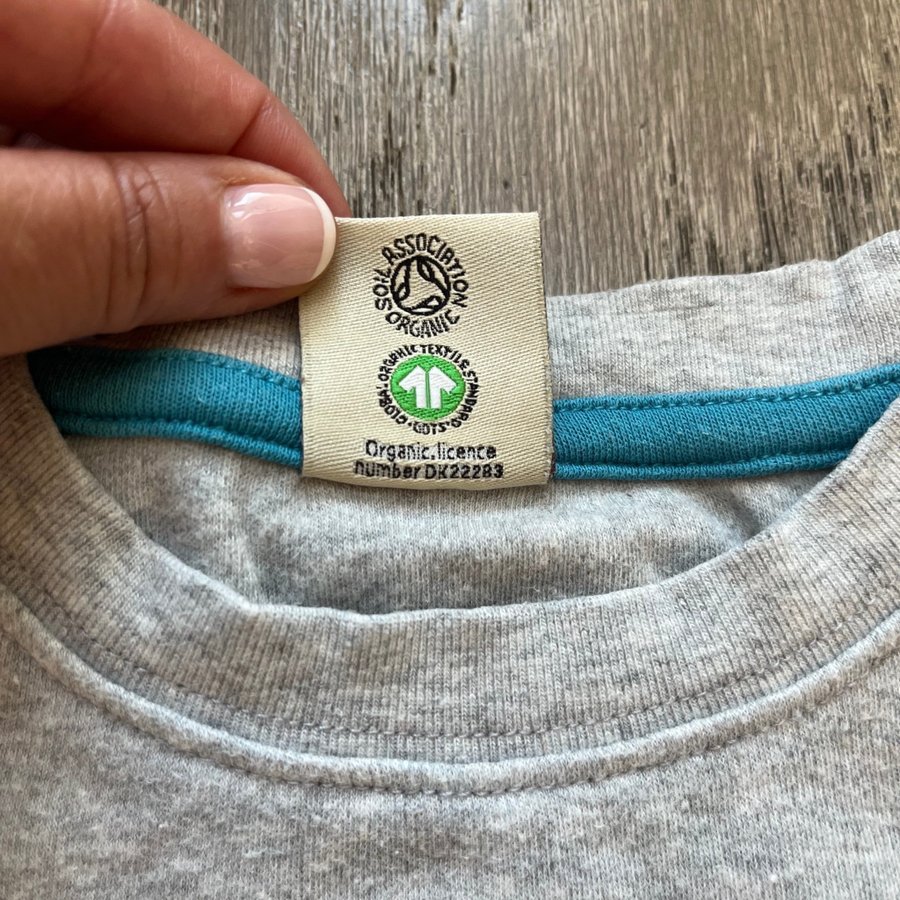 SOIL ASSOCIATION
ORGANIC
GLOBAL ORGANIC TEXTILE STANDARD
· GOTS ·
Organic licence
number DK22283